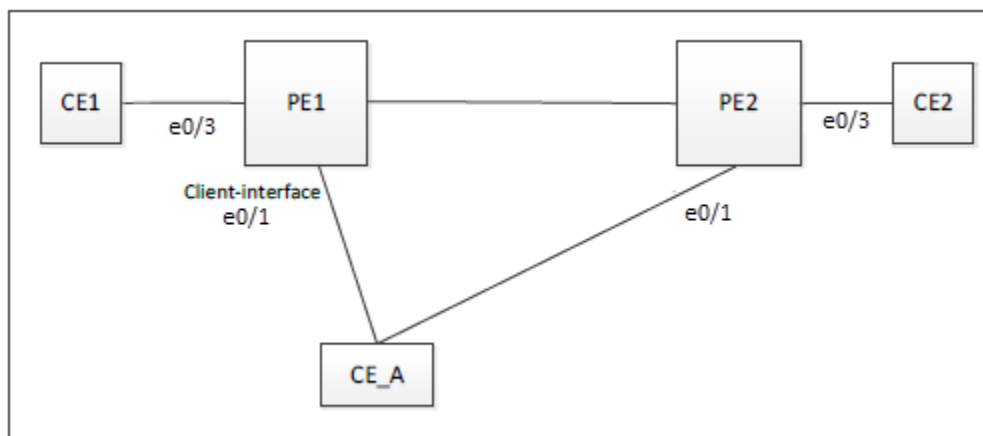 CE1
PE1
PE2
CE2
e0/3
e0/3
Client-interface
e0/1
e0/1
CE_A